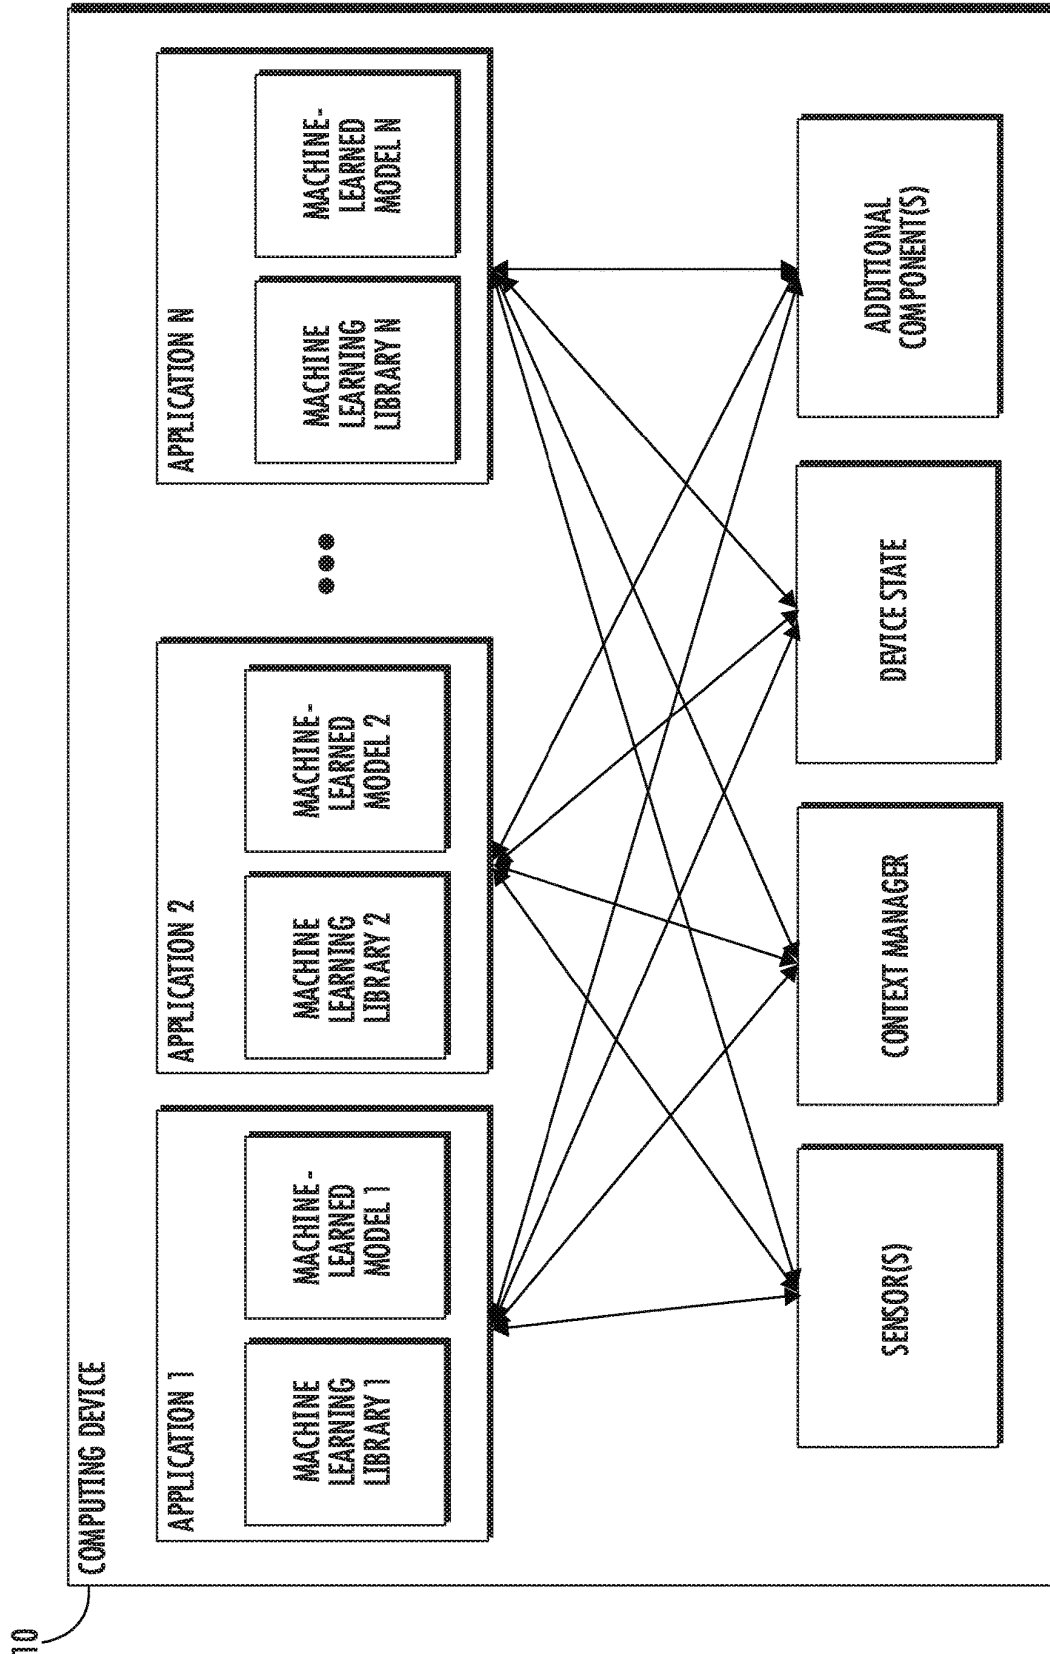 10
COMPUTING DEVICE
APPLICATION 1
MACHINE
LEARNING
LIBRARY 1
MACHINE-
LEARNED
MODEL 1
APPLICATION 2
MACHINE
LEARNING
LIBRARY 2
MACHINE-
LEARNED
MODEL 2
APPLICATION N
MACHINE
LEARNING
LIBRARY N
MACHINE-
LEARNED
MODEL N
SENSOR(S)
CONTEXT MANAGER
DEVICE STATE
ADDITIONAL
COMPONENT(S)